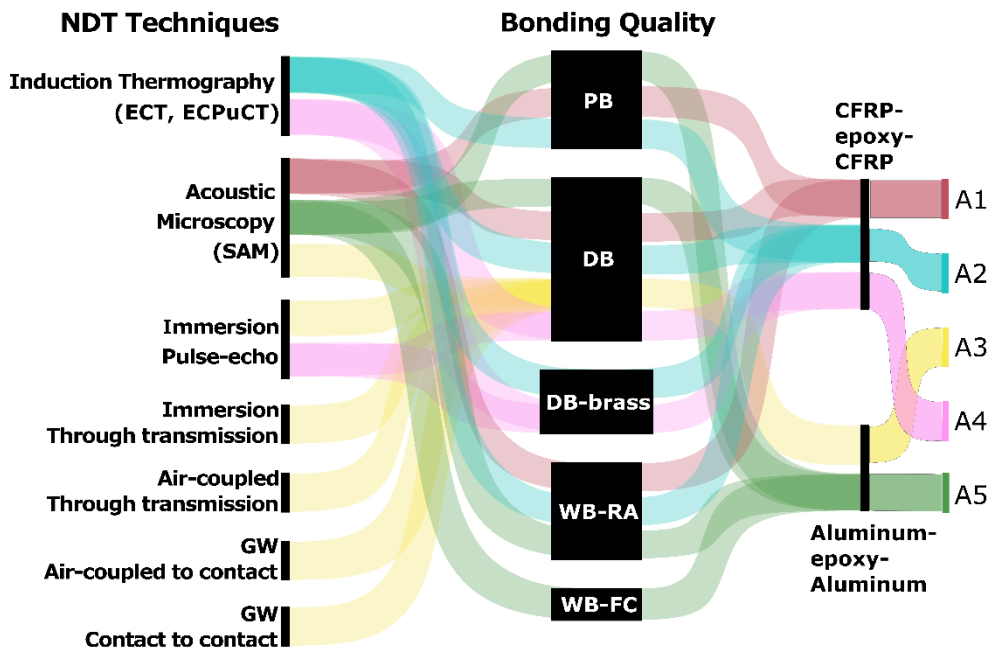 NDT Techniques
Bonding Quality
Induction Thermography
(ECT, ECPuCT)
Acoustic
Microscopy
(SAM)
Immersion
Pulse-echo
Immersion
Through transmission
Air-coupled
Through transmission
GW
Air-coupled to contact
GW
Contact to contact
PB
DB
DB-brass
WB-RA
WB-FC
CFRP-
epoxy-
CFRP
Aluminum-
epoxy-
Aluminum
A1
A2
A3
A4
A5